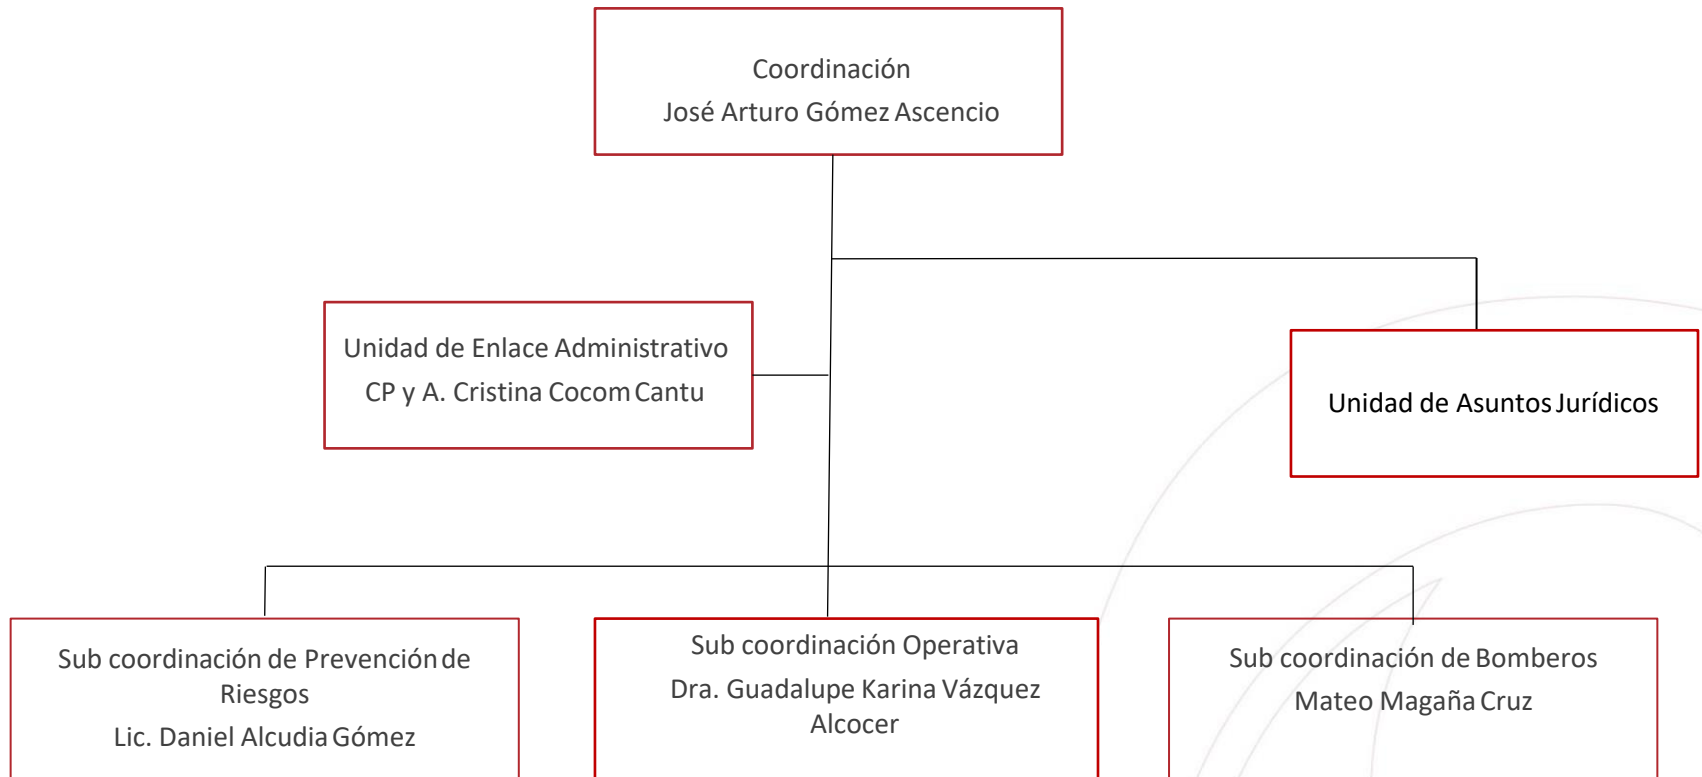 Coordinación
José Arturo Gómez Ascencio
Unidad de Enlace Administrativo
CP y A. Cristina Cocom Cantu
Unidad de Asuntos Jurídicos
Sub coordinación de Prevención de
Riesgos
Lic. Daniel Alcudia Gómez
Sub coordinación Operativa
Dra. Guadalupe Karina Vázquez
Alcocer
Sub coordinación de Bomberos
Mateo Magaña Cruz